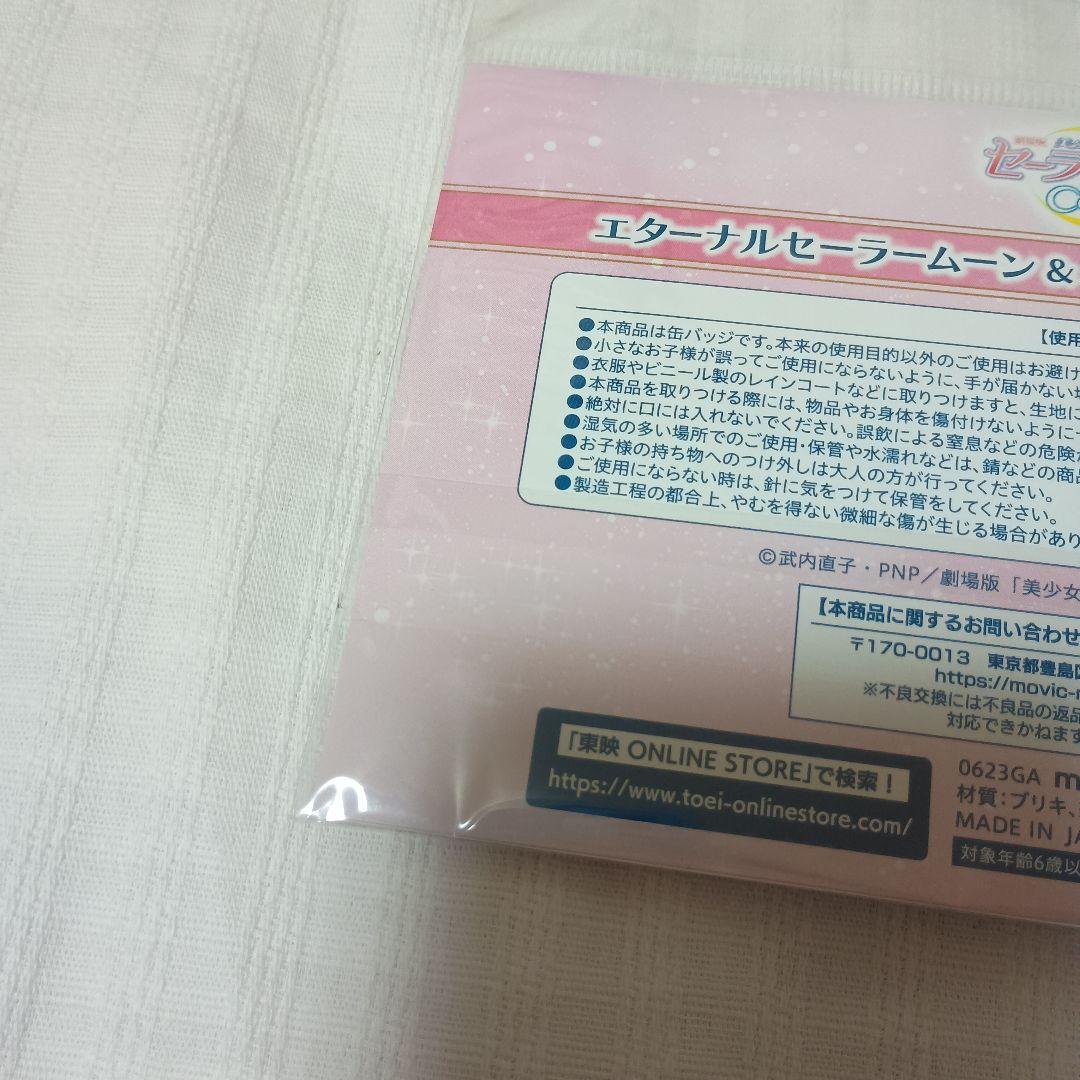 劇場版
セーラ
エターナルセーラームーン &
【使用
●本商品は缶バッジです。本来の使用目的以外のご使用はお避け
●小さなお子様が誤ってご使用にならないように、手が届かない場
●衣服やビニール製のレインコートなどに取りつけますと、生地に
●本商品を取りつける際には、物品やお身体を傷付けないように十
●絶対に口には入れないでください。誤飲による窒息などの危険が
●湿気の多い場所でのご使用・保管や水濡れなどは、錆などの商品
●お子様の持ち物へのつけ外しは大人の方が行ってください。
●ご使用にならない時は、針に気をつけて保管をしてください。
●製造工程の都合上、やむを得ない微細な傷が生じる場合があり
©武内直子・PNP／劇場版「美少女
【本商品に関するお問い合わせ
〒170-0013 東京都豊島区
https://movic-
※不良交換には不良品の返品
対応できかねます
「東映 ONLINE STORE」で検索！
https://www.toei-onlinestore.com/
0623GA m
材質：ブリキ、
MADE IN JA
対象年齢6歳以